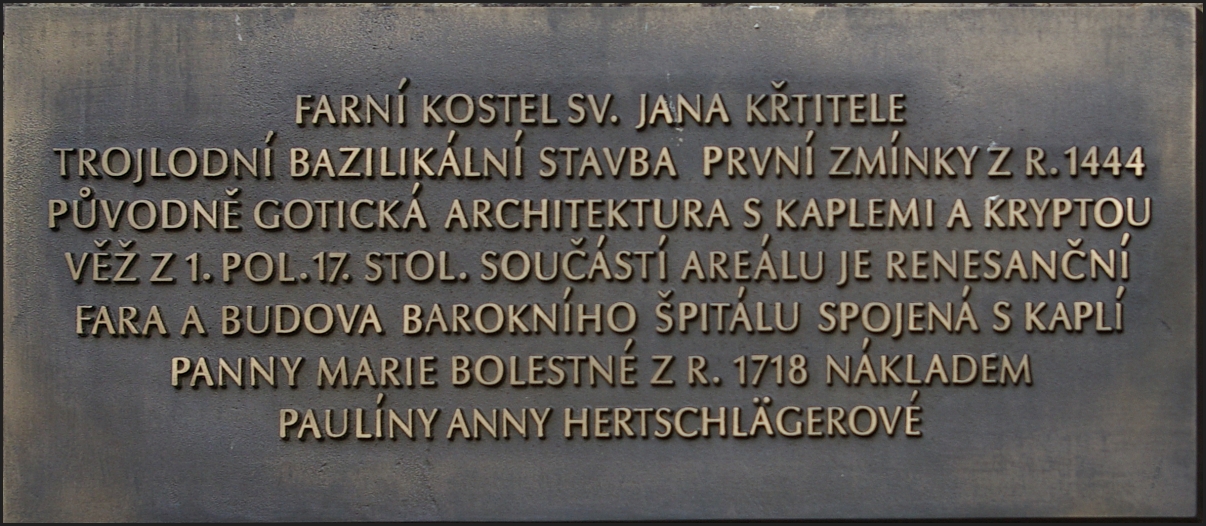 FARNÍ KOSTEL SV. JANA KŘTITELE
TROJLODNÍ BAZILIKÁLNÍ STAVBA PRVNÍ ZMÍNKY Z R. 1444
PŮVODNĚ GOTICKÁ ARCHITEKTURA S KAPLEMI A KRYPTOU
VĚŽ Z 1. POL. 17. STOL. SOUČÁSTÍ AREÁLU JE RENESANČNÍ
FARA A BUDOVA BAROKNÍHO ŠPITÁLU SPOJENÁ S KAPLÍ
PANNY MARIE BOLESTNÉ Z R. 1718 NÁKLADEM
PAULÍNY ANNY HERTSCHLÄGEROVÉ